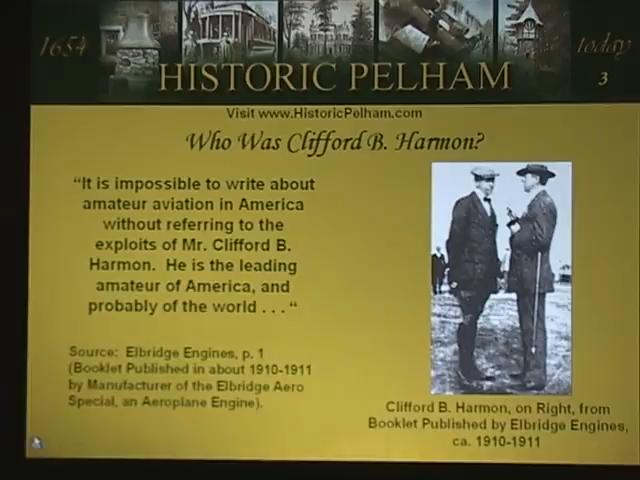 1654
HISTORIC PELHAM
today
3
Visit www.HistoricPelham.com
Who Was Clifford B. Harmon?
“It is impossible to write about
amateur aviation in America
without referring to the
exploits of Mr. Clifford B.
Harmon.  He is the leading
amateur of America, and
probably of the world . . . “
Source:  Elbridge Engines, p. 1
(Booklet Published in about 1910-1911
by Manufacturer of the Elbridge Aero
Special, an Aeroplane Engine).
Clifford B. Harmon, on Right, from
Booklet Published by Elbridge Engines,
ca. 1910-1911